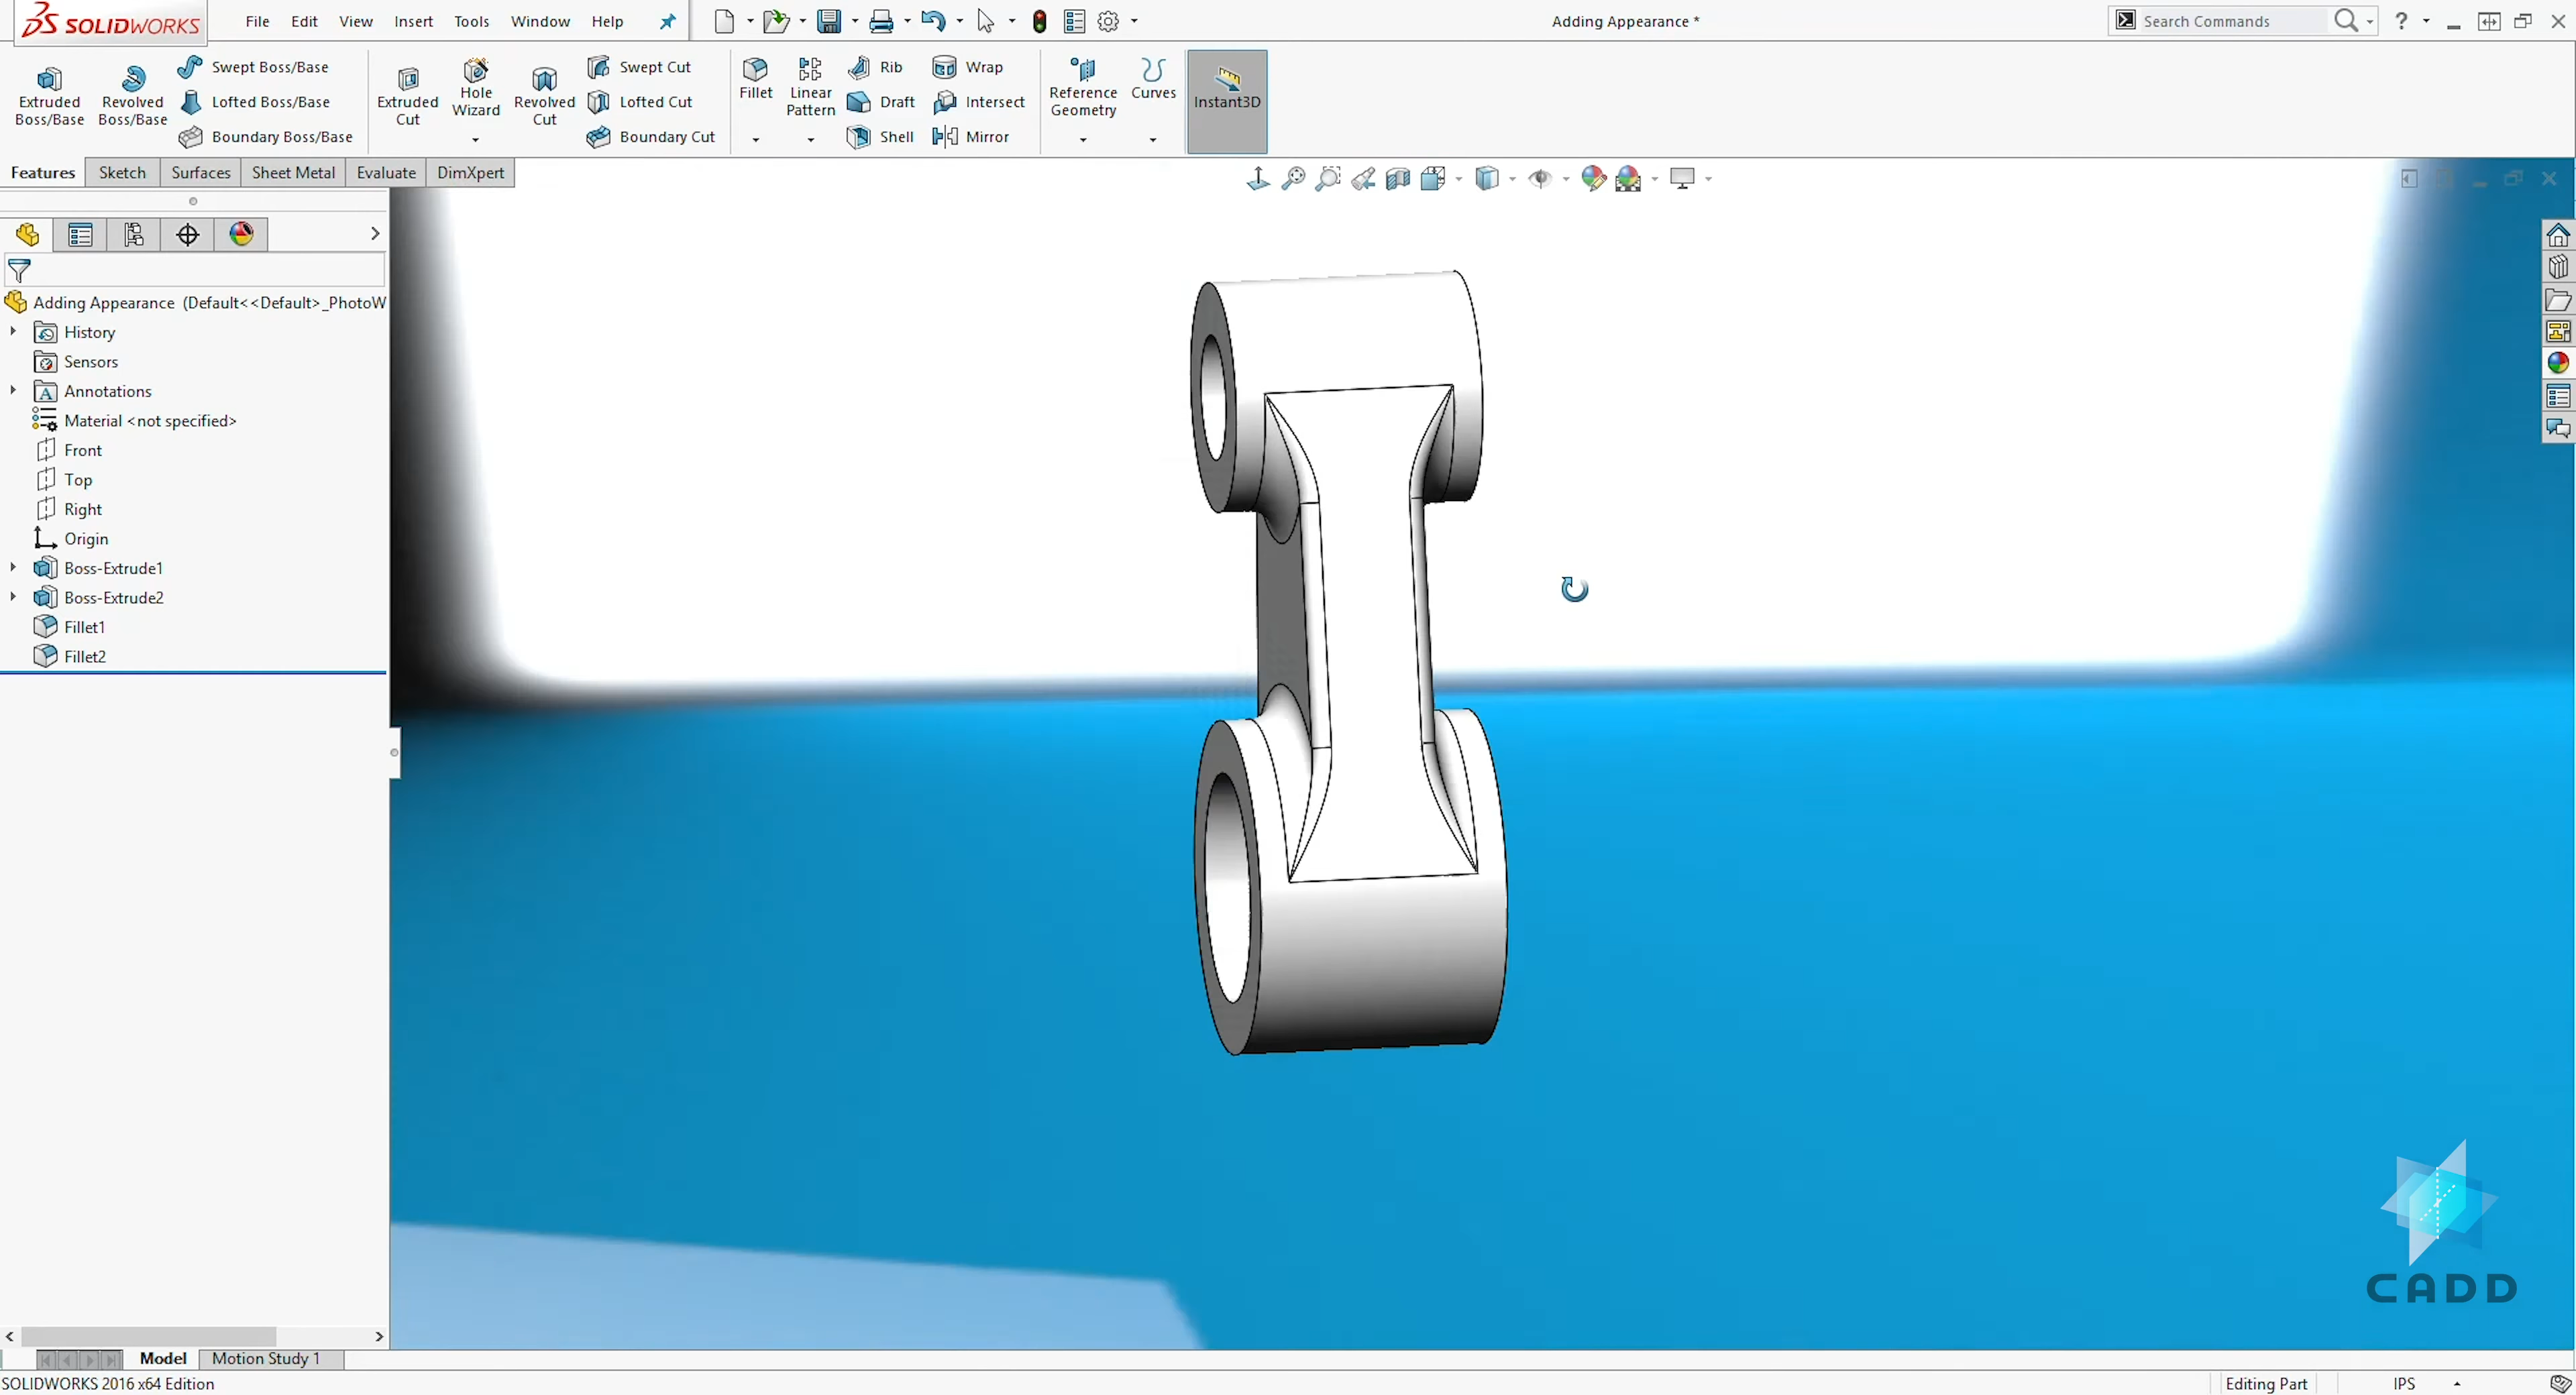 SOLIDWORKS File Edit View Insert Tools Window Help Adding Appearance * Search Commands ?
Extruded Boss/Base
Revolved Boss/Base
Swept Boss/Base
Lofted Boss/Base
Boundary Boss/Base
Extruded Cut
Hole Wizard
Revolved Cut
Swept Cut
Lofted Cut
Boundary Cut
Fillet
Linear Pattern
Rib
Draft
Shell
Wrap
Intersect
Mirror
Reference Geometry
Curves
Instant3D
Features Sketch Surfaces Sheet Metal Evaluate DimXpert
Adding Appearance (Default<<Default>_PhotoW
History
Sensors
Annotations
Material <not specified>
Front
Top
Right
Origin
Boss-Extrude1
Boss-Extrude2
Fillet1
Fillet2
CADD
Model Motion Study 1
SOLIDWORKS 2016 x64 Edition Editing Part IPS